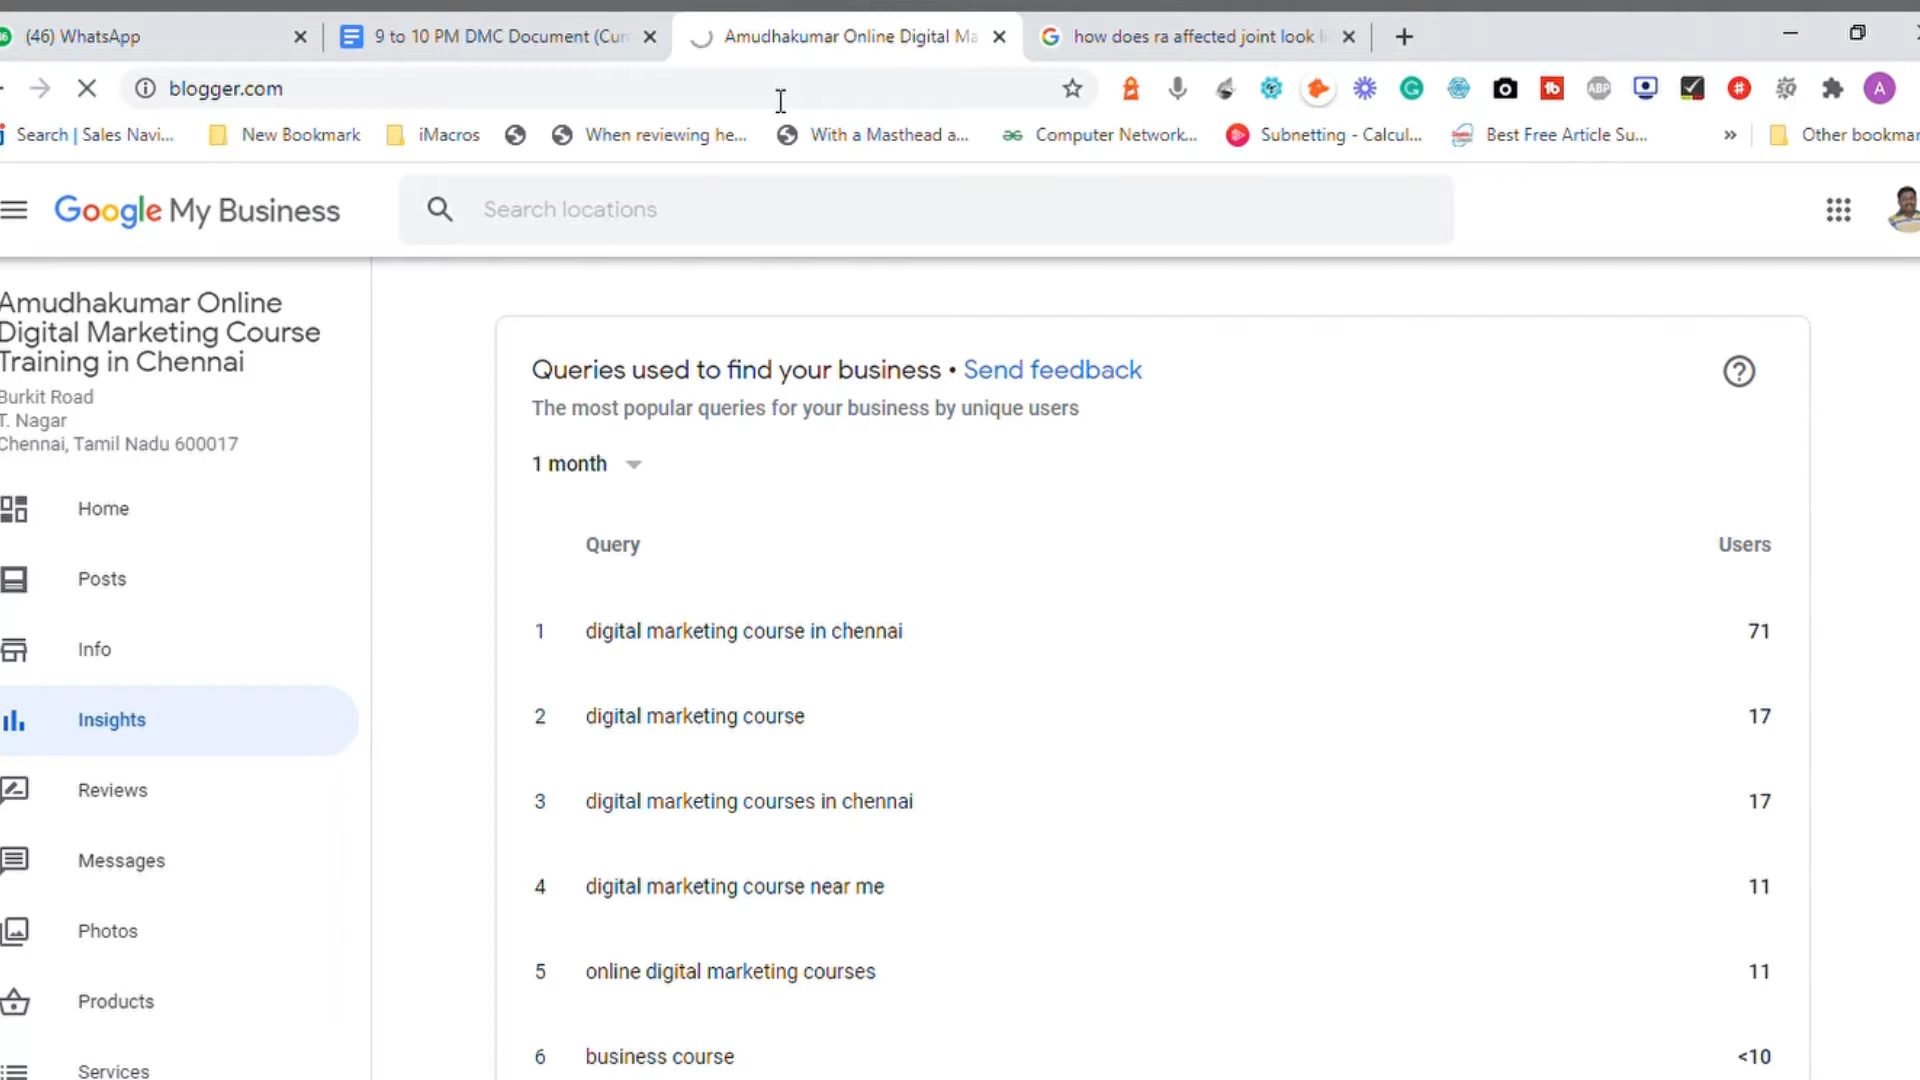 (46) WhatsApp
9 to 10 PM DMC Document (Cur
Amudhakumar Online Digital Ma
how does ra affected joint look li
blogger.com
Search | Sales Navi...
New Bookmark
iMacros
When reviewing he...
With a Masthead a...
Computer Network...
Subnetting - Calcul...
Best Free Article Su...
»
Other bookmar
Google My Business
Search locations
Amudhakumar Online
Digital Marketing Course
Training in Chennai
Burkit Road
T. Nagar
Chennai, Tamil Nadu 600017
Home
Posts
Info
Insights
Reviews
Messages
Photos
Products
Services
Queries used to find your business • Send feedback
The most popular queries for your business by unique users
1 month
Query Users
1 digital marketing course in chennai 71
2 digital marketing course 17
3 digital marketing courses in chennai 17
4 digital marketing course near me 11
5 online digital marketing courses 11
6 business course <10
ABP
A